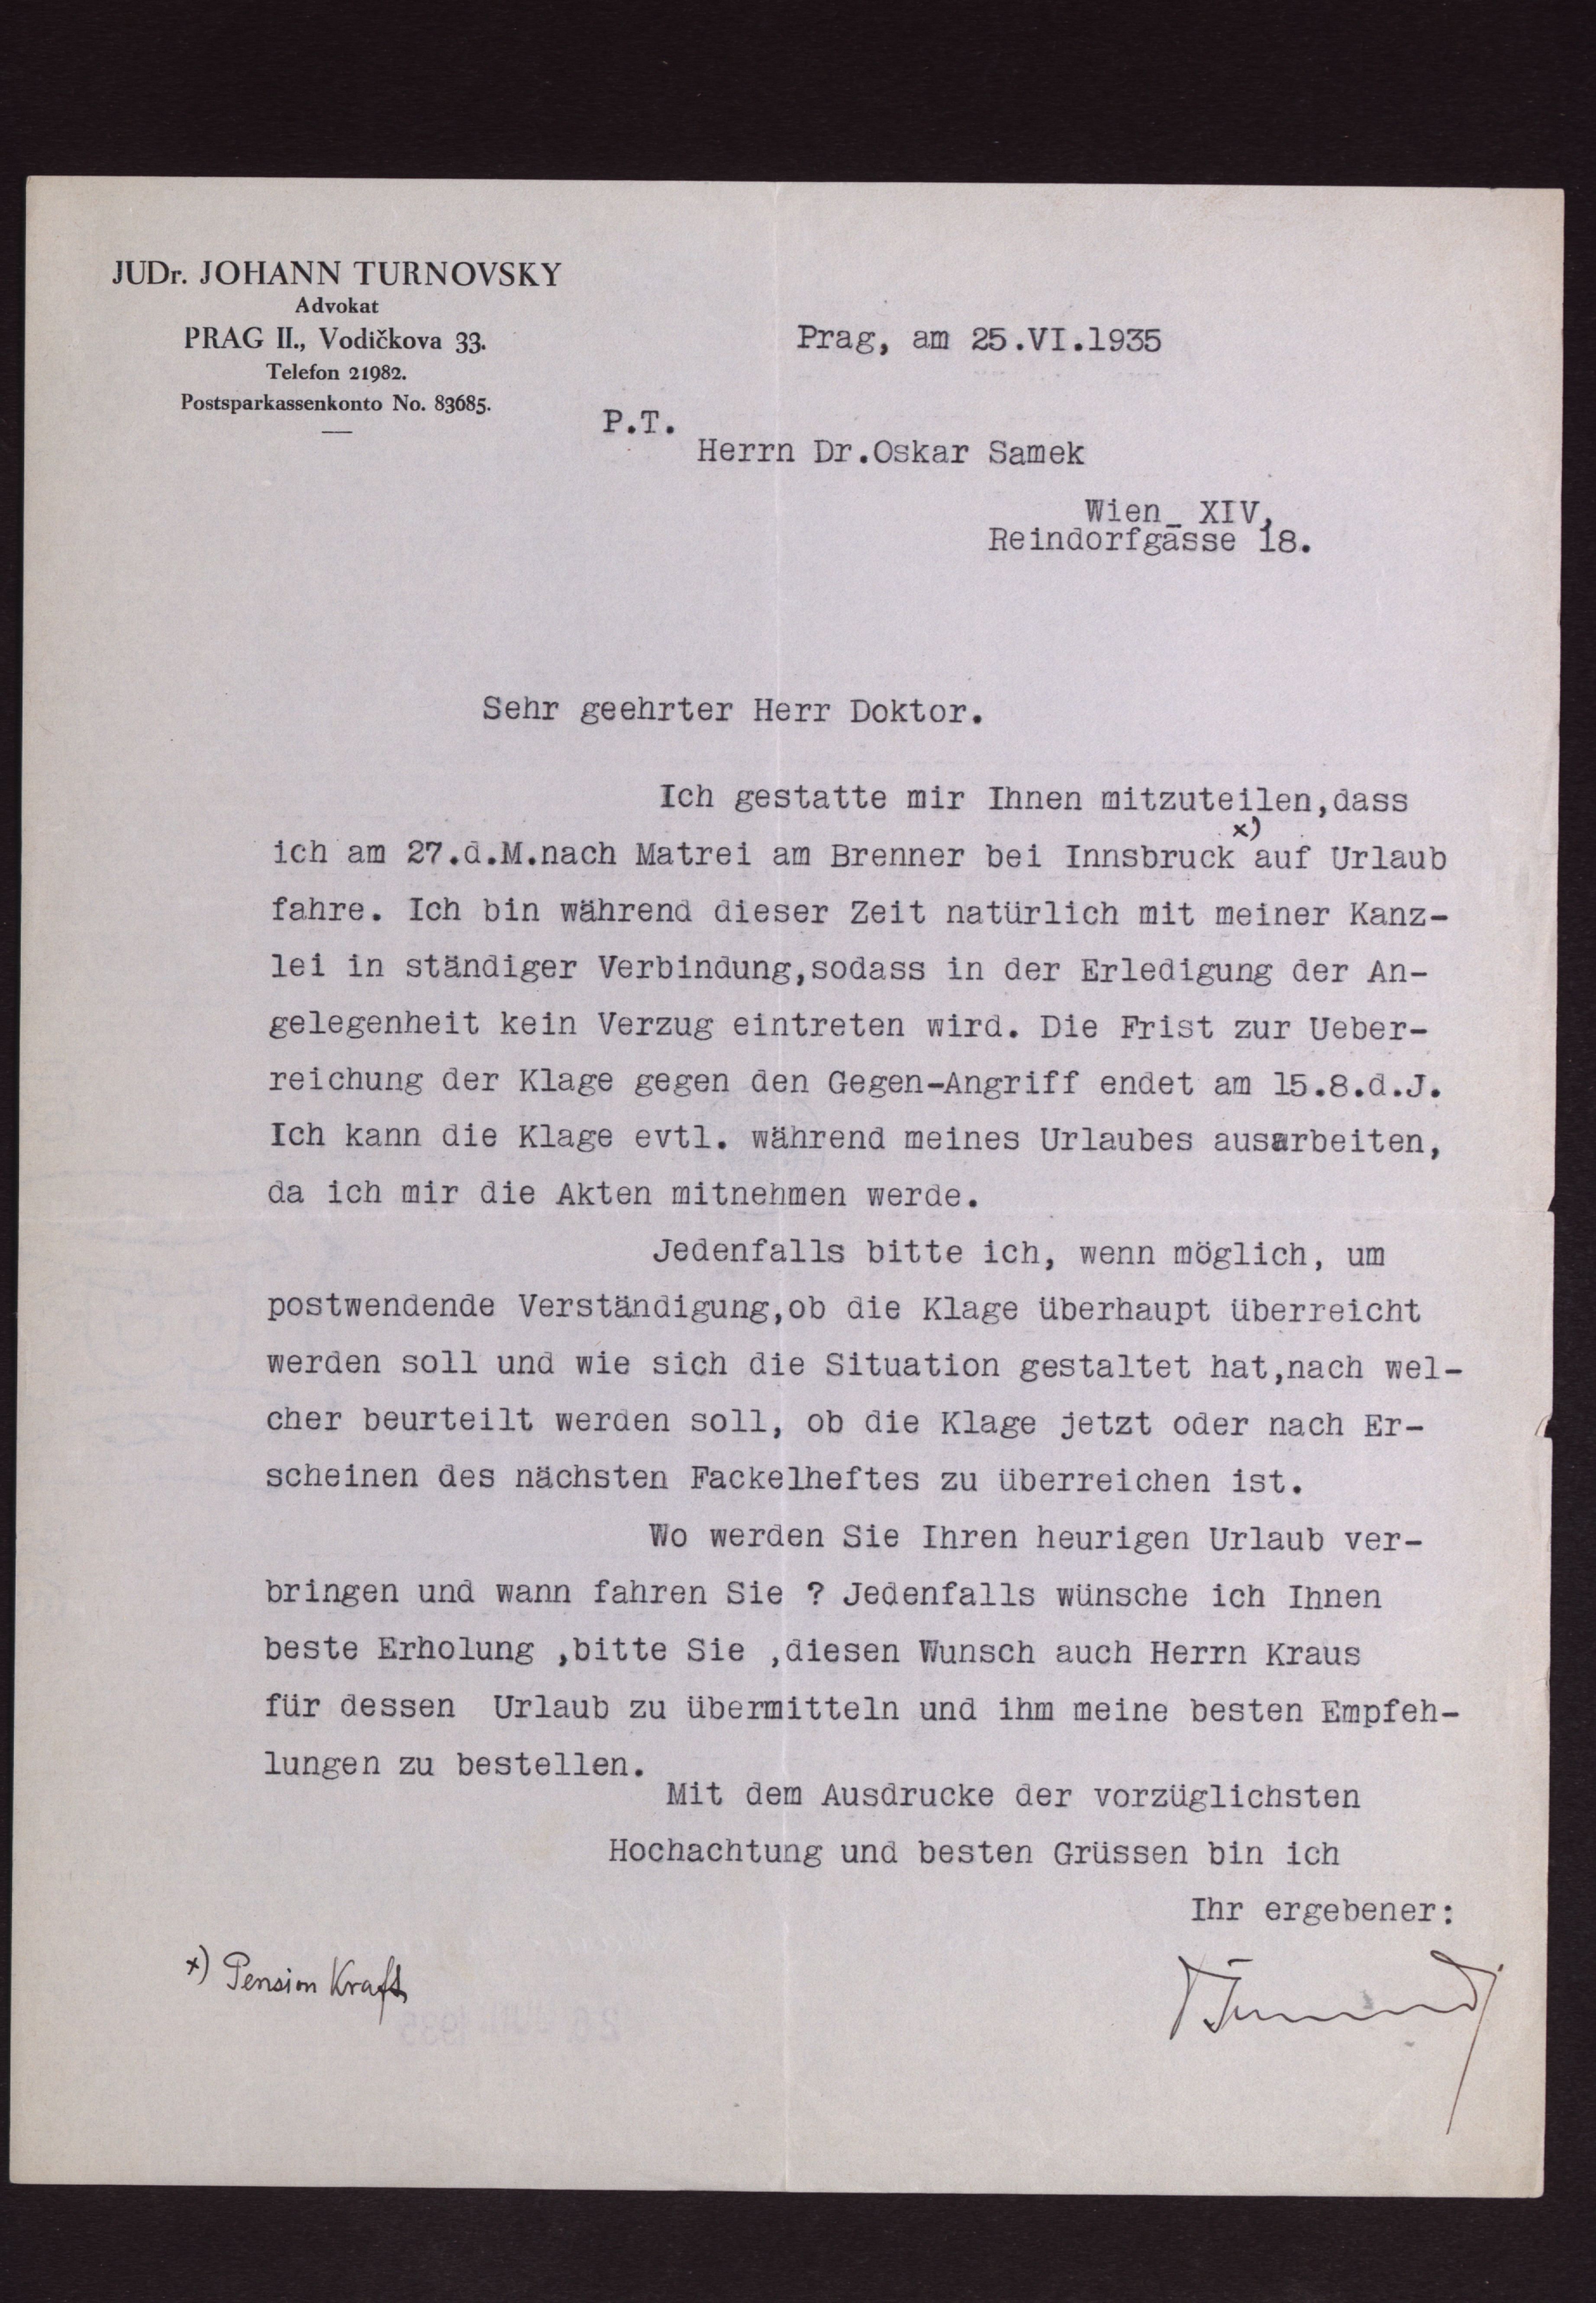 JUDr. JOHANN TURNOVSKY
Advokat
PRAG II., Vodičkova 33.
Telefon 21982.
Postsparkassenkonto No. 83685.
Prag, am 25.VI.1935
P.T.
Herrn Dr.Oskar Samek
Wien_ XIV,
Reindorfgasse 18.
Sehr geehrter Herr Doktor.
Ich gestatte mir Ihnen mitzuteilen,dass
ich am 27.d.M.nach Matrei am Brenner bei Innsbruck x) auf Urlaub
fahre. Ich bin während dieser Zeit natürlich mit meiner Kanz-
lei in ständiger Verbindung,sodass in der Erledigung der An-
gelegenheit kein Verzug eintreten wird. Die Frist zur Ueber-
reichung der Klage gegen den Gegen-Angriff endet am 15.8.d.J.
Ich kann die Klage evtl. während meines Urlaubes ausarbeiten,
da ich mir die Akten mitnehmen werde.
Jedenfalls bitte ich, wenn möglich, um
postwendende Verständigung,ob die Klage überhaupt überreicht
werden soll und wie sich die Situation gestaltet hat,nach wel-
cher beurteilt werden soll, ob die Klage jetzt oder nach Er-
scheinen des nächsten Fackelheftes zu überreichen ist.
Wo werden Sie Ihren heurigen Urlaub ver-
bringen und wann fahren Sie ? Jedenfalls wünsche ich Ihnen
beste Erholung ,bitte Sie ,diesen Wunsch auch Herrn Kraus
für dessen Urlaub zu übermitteln und ihm meine besten Empfeh-
lungen zu bestellen.
Mit dem Ausdrucke der vorzüglichsten
Hochachtung und besten Grüssen bin ich
Ihr ergebener:
x) Pension Kraft